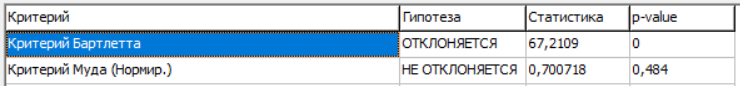 Критерий Гипотеза Статистика p-value
Критерий Бартлетта ОТКЛОНЯЕТСЯ 67,2109 0
Критерий Муда (Нормир.) НЕ ОТКЛОНЯЕТСЯ 0,700718 0,484